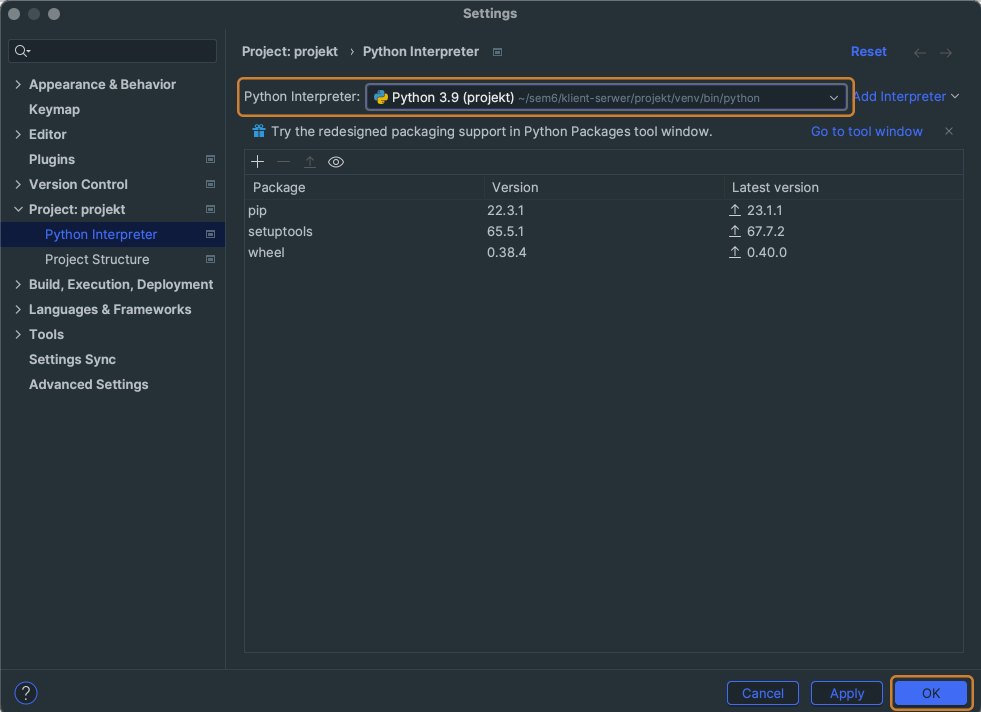 Settings
Project: projekt › Python Interpreter
Reset
Appearance & Behavior
Keymap
Editor
Plugins
Version Control
Project: projekt
Python Interpreter
Project Structure
Build, Execution, Deployment
Languages & Frameworks
Tools
Settings Sync
Advanced Settings
Python Interpreter: Python 3.9 (projekt) ~/sem6/klient-serwer/projekt/venv/bin/python Add Interpreter
Try the redesigned packaging support in Python Packages tool window. Go to tool window
Package Version Latest version
pip 22.3.1 23.1.1
setuptools 65.5.1 67.7.2
wheel 0.38.4 0.40.0
? Cancel Apply OK